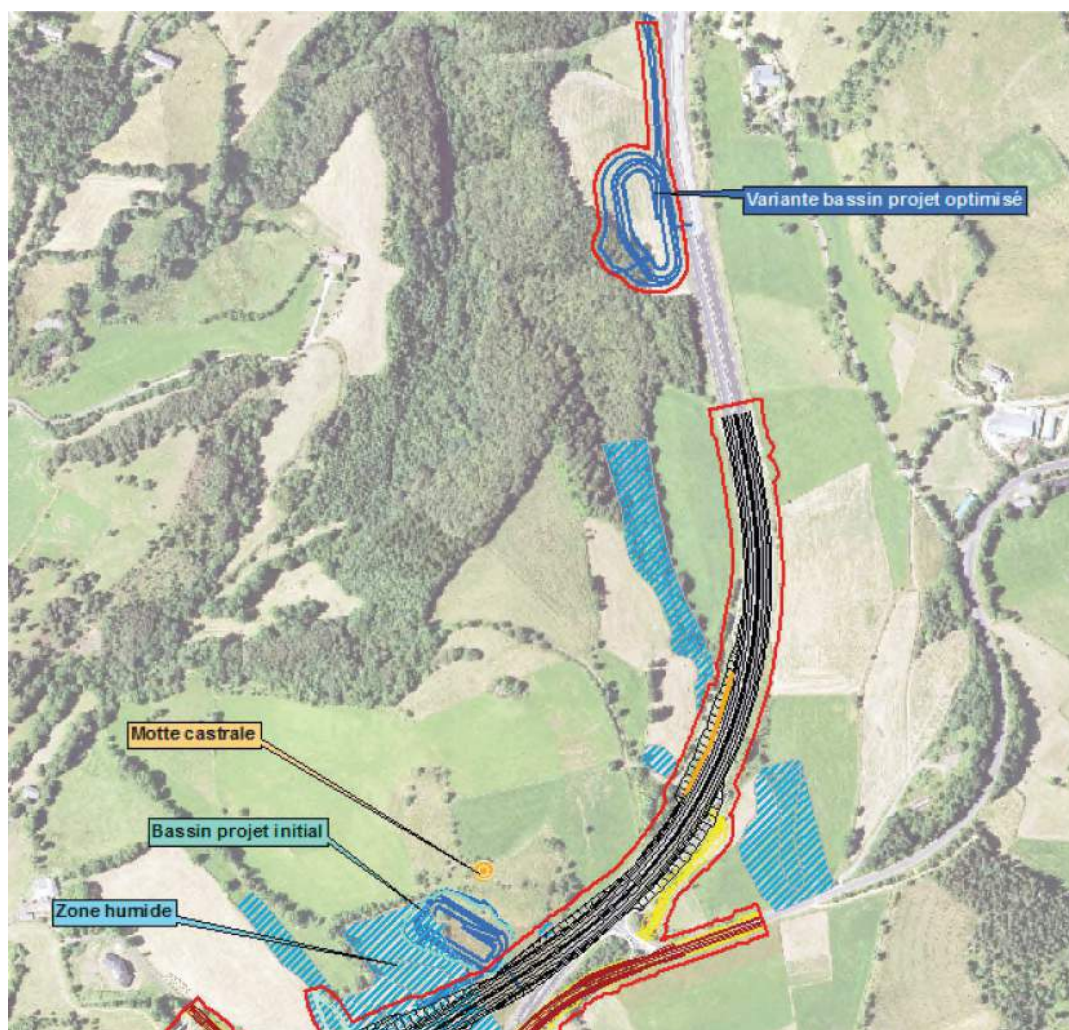 Variante bassin projet optimisé
Motte castrale
Bassin projet initial
Zone humide